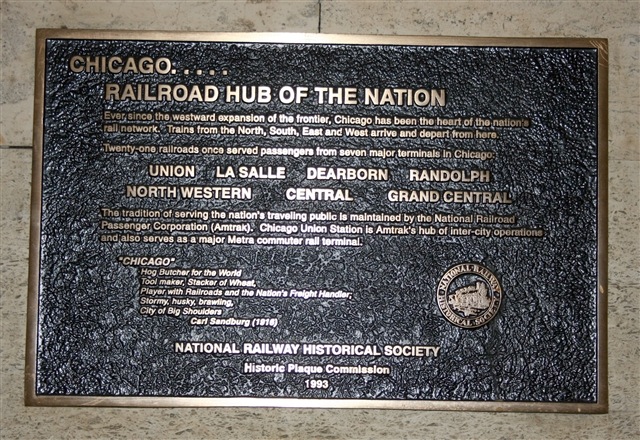 CHICAGO.....
RAILROAD HUB OF THE NATION
Ever since the westward expansion of the frontier, Chicago has been the heart of the nation's
rail network. Trains from the North, South, East and West arrive and depart from here.
Twenty-one railroads once served passengers from seven major terminals in Chicago:
UNION LA SALLE DEARBORN RANDOLPH
NORTH WESTERN CENTRAL GRAND CENTRAL
The tradition of serving the nation's traveling public is maintained by the National Railroad
Passenger Corporation (Amtrak). Chicago Union Station is Amtrak's hub of inter-city operations
and also serves as a major Metra commuter rail terminal.
"CHICAGO"
Hog Butcher for the World
Tool maker, Stacker of Wheat,
Player with Railroads and the Nation's Freight Handler
Stormy, husky, brawling,
City of Big Shoulders
Carl Sandburg (1916)
NATIONAL RAILWAY
HISTORICAL SOCIETY
NATIONAL RAILWAY HISTORICAL SOCIETY
Historic Plaque Commission
1993